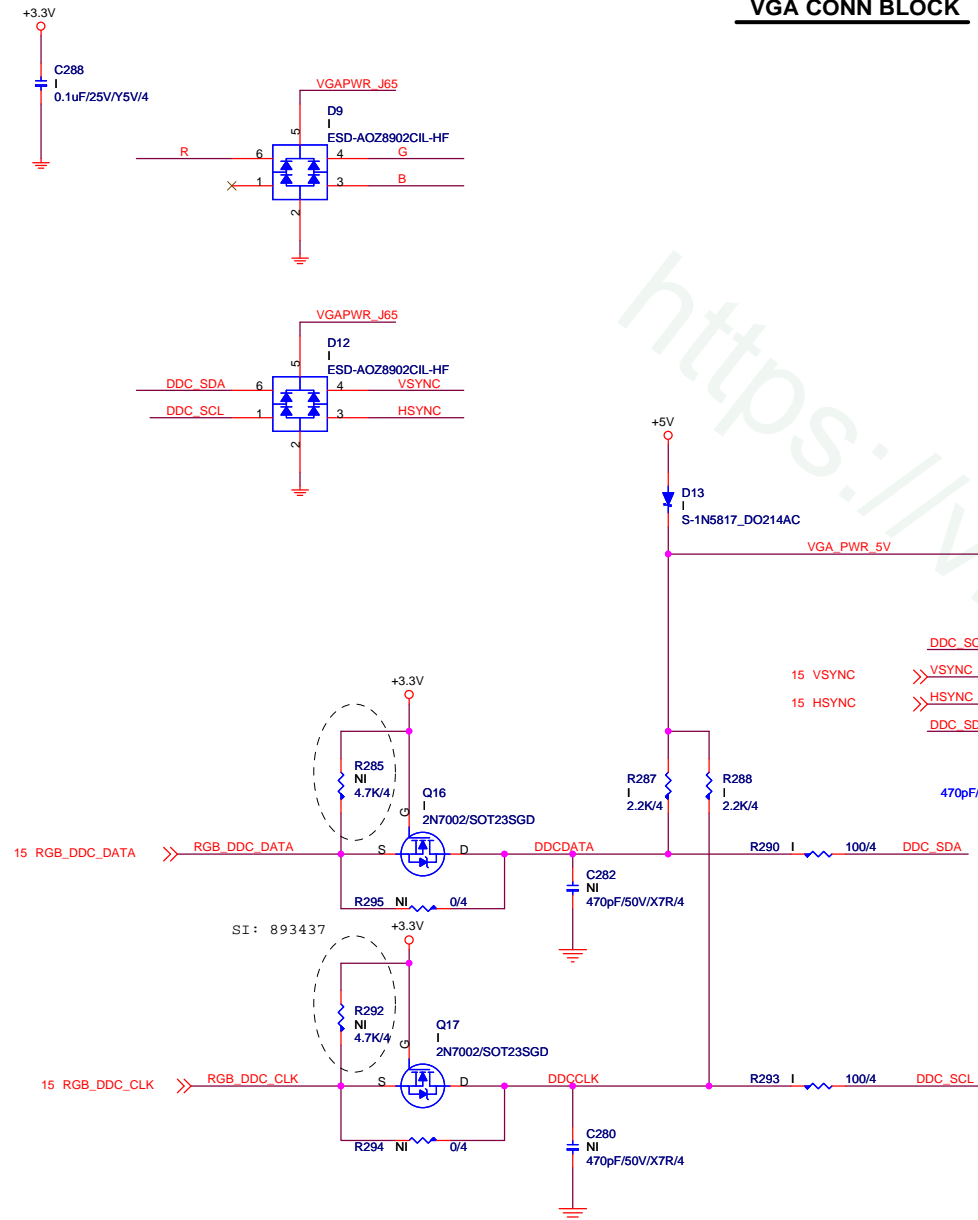 VGA CONN BLOCK
+3.3V
C288
I
0.1uF/25V/Y5V/4
VGAPWR_J65
D9
I
ESD-AOZ8902CIL-HF
5
R
6
4
G
1
3
B
2
VGAPWR_J65
D12
I
ESD-AOZ8902CIL-HF
5
DDC_SDA
6
4
VSYNC
DDC_SCL
1
3
HSYNC
2
https://v
+5V
D13
I
S-1N5817_DO214AC
VGA_PWR_5V
DDC_SC
15 VSYNC
VSYNC
15 HSYNC
HSYNC
DDC_SD
470pF/
+3.3V
R285
NI
4.7K/4
Q16
I
2N7002/SOT23SGD
G
R287
I
2.2K/4
R288
I
2.2K/4
15 RGB_DDC_DATA
RGB_DDC_DATA
S
D
DDCDATA
R290 I 100/4
DDC_SDA
C282
NI
470pF/50V/X7R/4
R295 NI 0/4
SI: 893437
+3.3V
R292
NI
4.7K/4
Q17
I
2N7002/SOT23SGD
G
15 RGB_DDC_CLK
RGB_DDC_CLK
S
D
DDCCLK
R293 I 100/4
DDC_SCL
C280
NI
470pF/50V/X7R/4
R294 NI 0/4